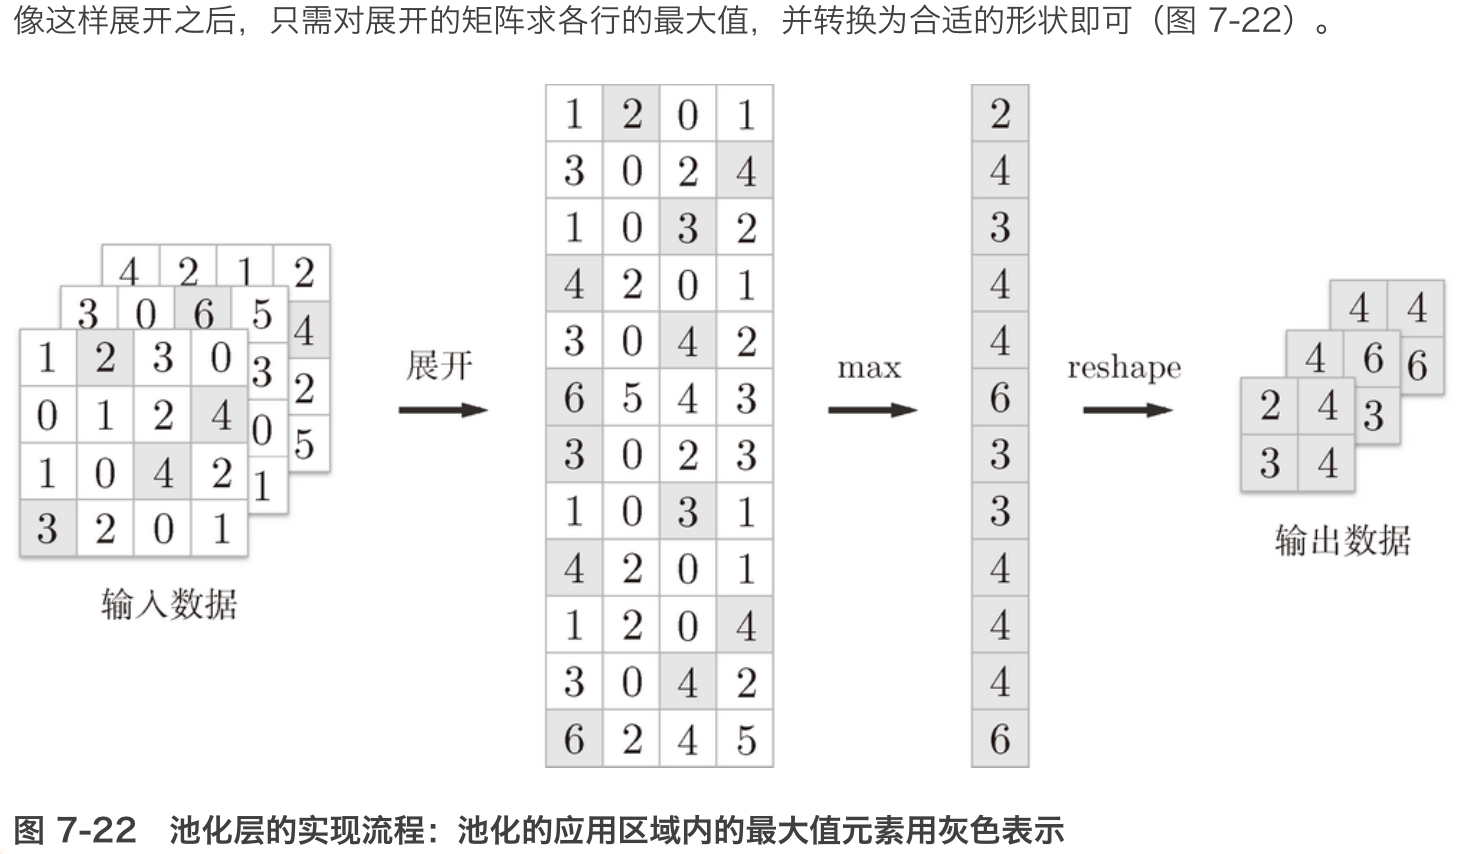 像这样展开之后，只需对展开的矩阵求各行的最大值，并转换为合适的形状即可（图 7-22）。
4 2 1 2
3 0 6 5 4
1 2 3 0 3 2
0 1 2 4 0 5
1 0 4 2 1
3 2 0 1
输入数据
展开
1 2 0 1
3 0 2 4
1 0 3 2
4 2 0 1
3 0 4 2
6 5 4 3
3 0 2 3
1 0 3 1
4 2 0 1
1 2 0 4
3 0 4 2
6 2 4 5
max
2
4
3
4
4
6
3
3
4
4
4
6
reshape
4 4
4 6 6
2 4 3
3 4
输出数据
图 7-22 池化层的实现流程：池化的应用区域内的最大值元素用灰色表示